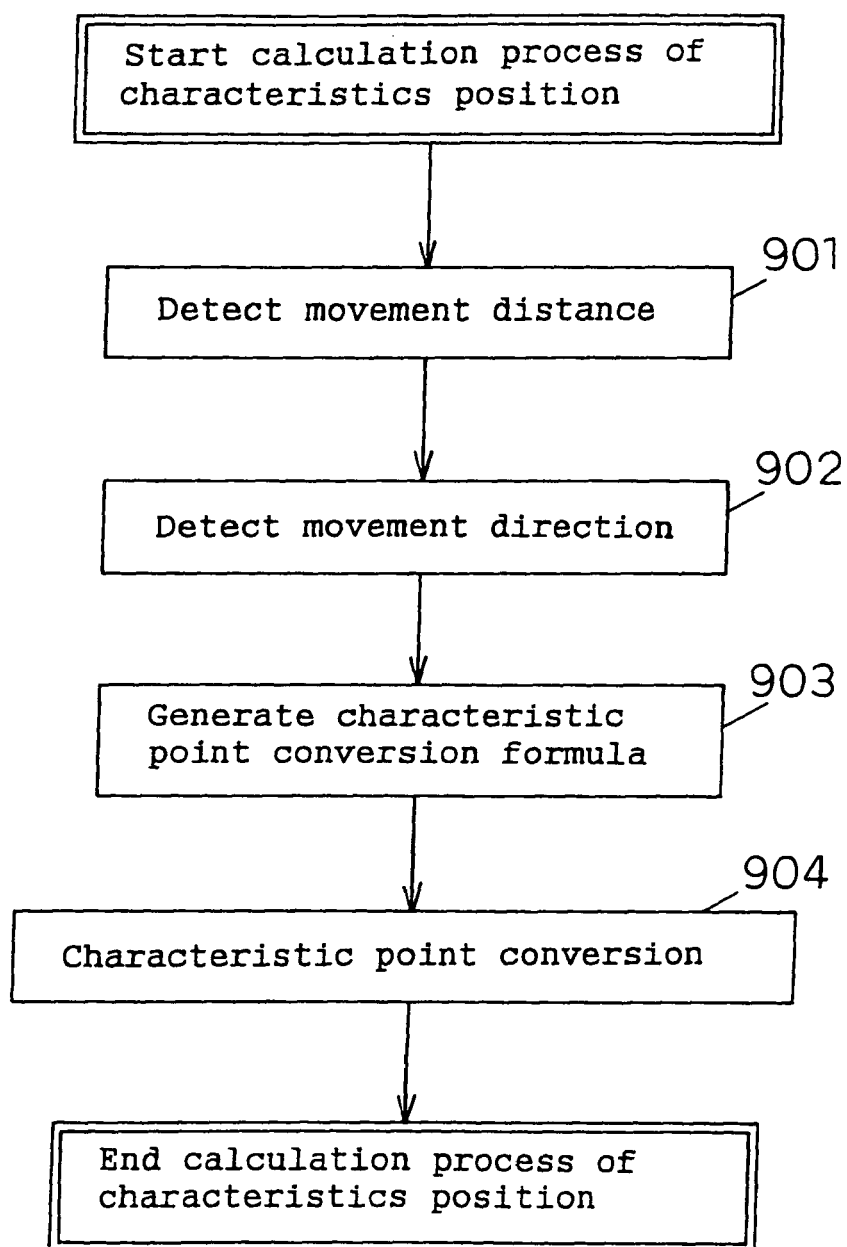 Start calculation process of
characteristics position
901
Detect movement distance
902
Detect movement direction
903
Generate characteristic
point conversion formula
904
Characteristic point conversion
End calculation process of
characteristics position